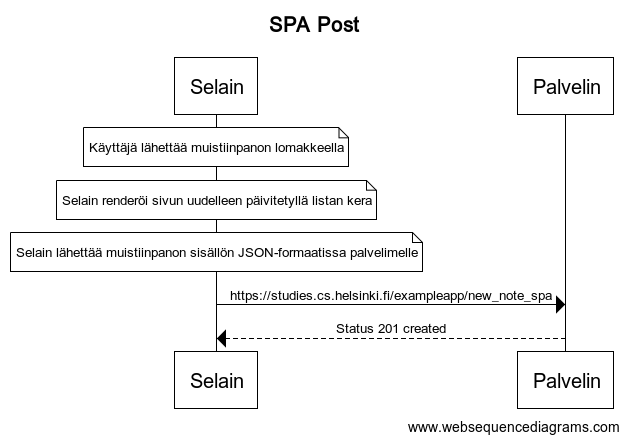 SPA Post
Selain
Palvelin
Käyttäjä lähettää muistiinpanon lomakkeella
Selain renderöi sivun uudelleen päivitetyllä listan kera
Selain lähettää muistiinpanon sisällön JSON-formaatissa palvelimelle
https://studies.cs.helsinki.fi/exampleapp/new_note_spa
Status 201 created
Selain
Palvelin
www.websequencediagrams.com